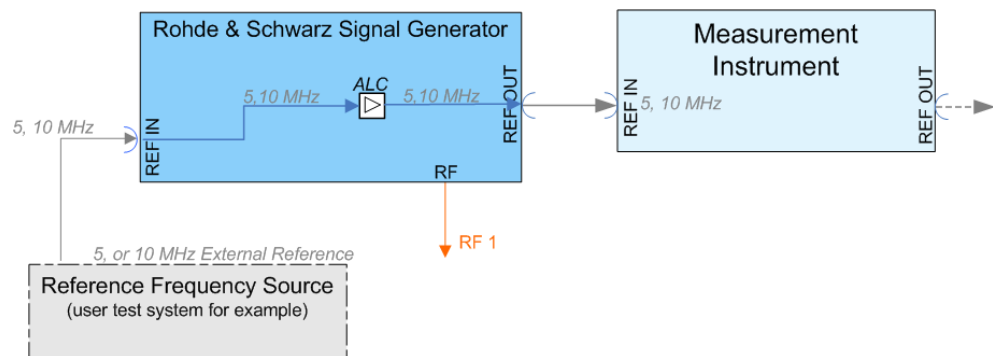 Rohde & Schwarz Signal Generator
ALC
5,10 MHz
5,10 MHz
REF IN
REF OUT
RF
RF 1
5, 10 MHz
Measurement
Instrument
REF IN
5, 10 MHz
REF OUT
5, or 10 MHz External Reference
Reference Frequency Source
(user test system for example)